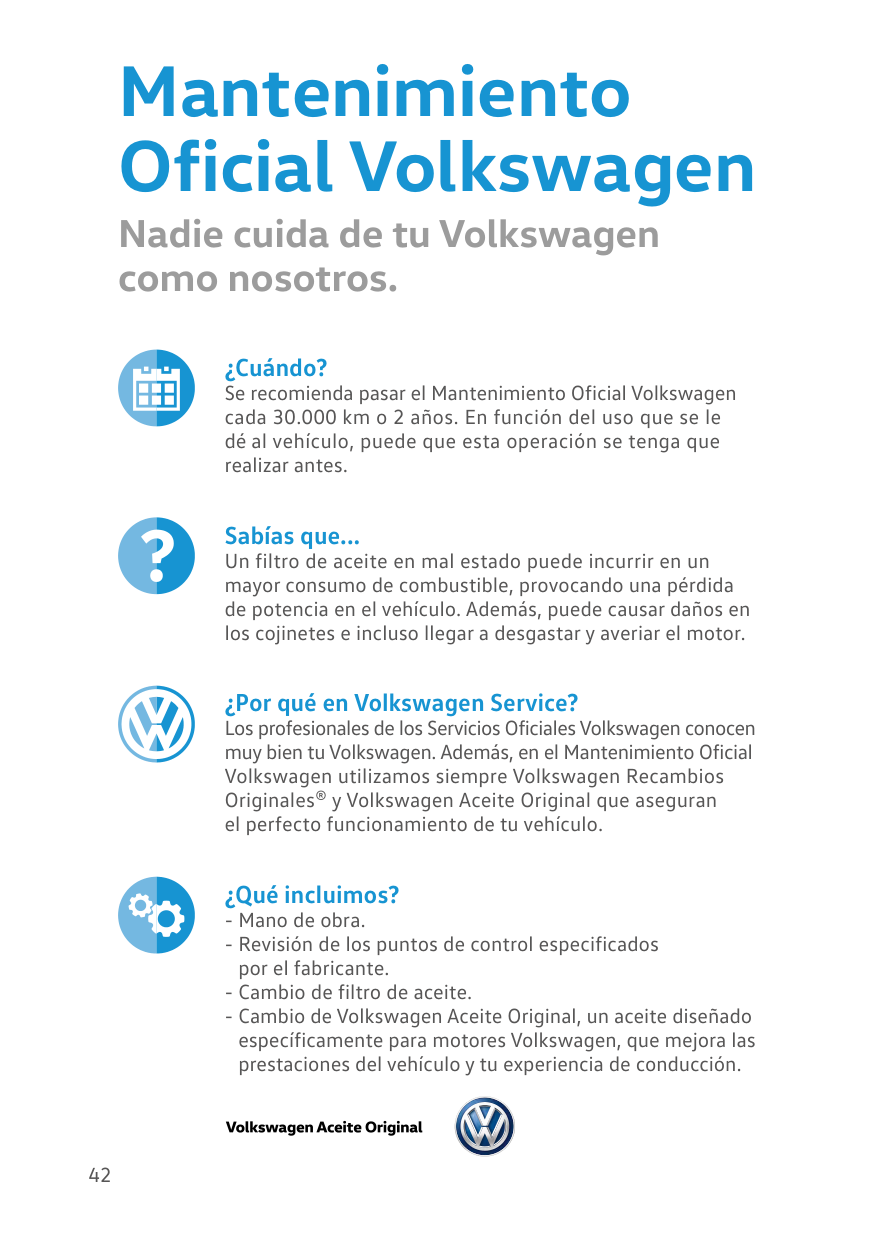 Mantenimiento
Oficial Volkswagen
Nadie cuida de tu Volkswagen
como nosotros.
¿Cuándo?
Se recomienda pasar el Mantenimiento Oficial Volkswagen
cada 30.000 km o 2 años. En función del uso que se le
dé al vehículo, puede que esta operación se tenga que
realizar antes.
?
Sabías que...
Un filtro de aceite en mal estado puede incurrir en un
mayor consumo de combustible, provocando una pérdida
de potencia en el vehículo. Además, puede causar daños en
los cojinetes e incluso llegar a desgastar y averiar el motor.
¿Por qué en Volkswagen Service?
Los profesionales de los Servicios Oficiales Volkswagen conocen
muy bien tu Volkswagen. Además, en el Mantenimiento Oficial
Volkswagen utilizamos siempre Volkswagen Recambios
Originales® y Volkswagen Aceite Original que aseguran
el perfecto funcionamiento de tu vehículo.
¿Qué incluimos?
- Mano de obra.
- Revisión de los puntos de control especificados
por el fabricante.
- Cambio de filtro de aceite.
- Cambio de Volkswagen Aceite Original, un aceite diseñado
específicamente para motores Volkswagen, que mejora las
prestaciones del vehículo y tu experiencia de conducción.
Volkswagen Aceite Original
42